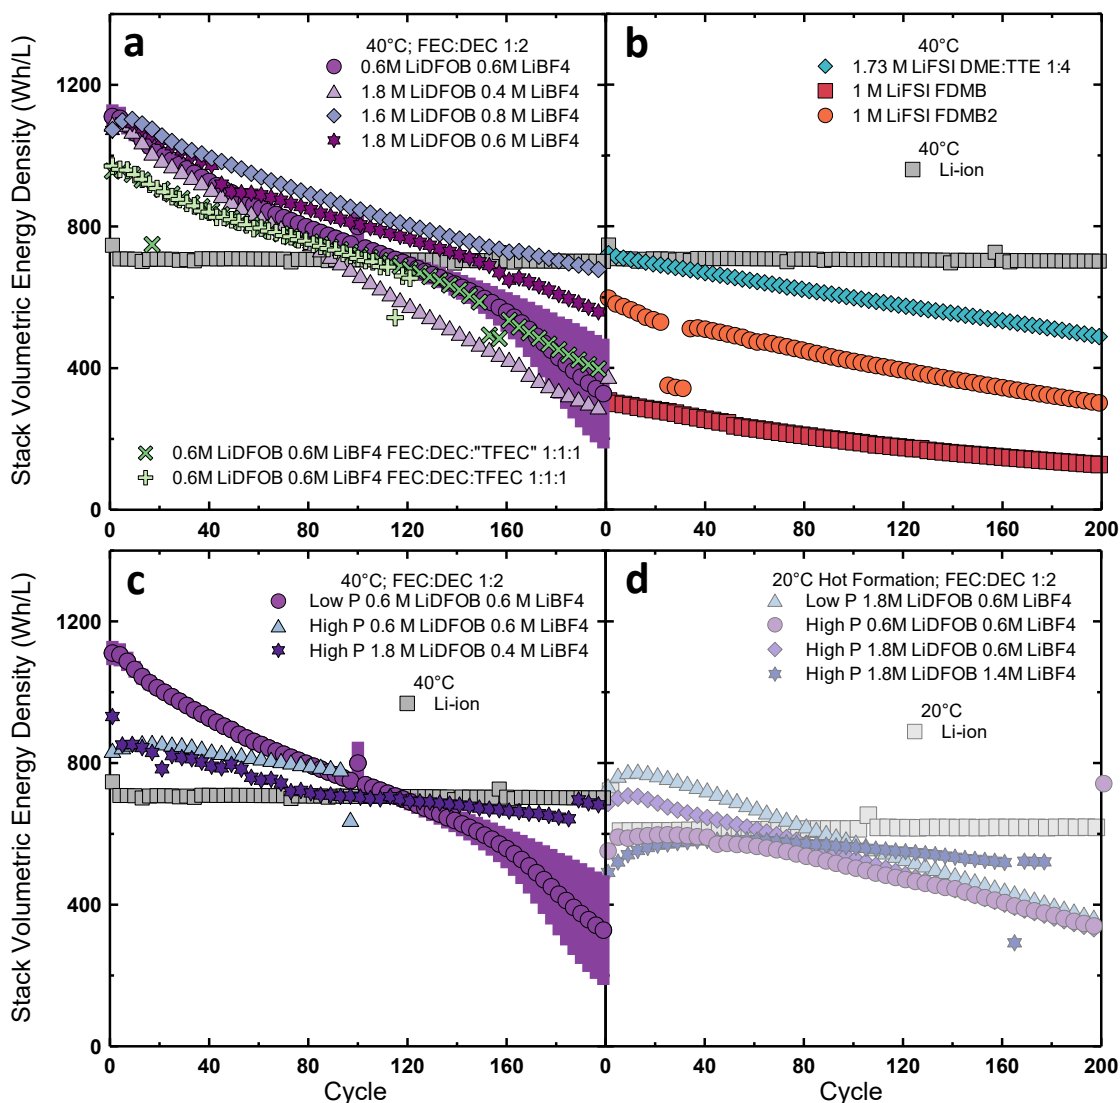 a
40°C; FEC:DEC 1:2
0.6M LiDFOB 0.6M LiBF4
1.8 M LiDFOB 0.4 M LiBF4
1.6 M LiDFOB 0.8 M LiBF4
1.8 M LiDFOB 0.6 M LiBF4
0.6M LiDFOB 0.6M LiBF4 FEC:DEC:"TFEC" 1:1:1
0.6M LiDFOB 0.6M LiBF4 FEC:DEC:TFEC 1:1:1
Stack Volumetric Energy Density (Wh/L)
1200
800
400
0
0 40 80 120 160
b
40°C
1.73 M LiFSI DME:TTE 1:4
1 M LiFSI FDMB
1 M LiFSI FDMB2
40°C
Li-ion
0 40 80 120 160 200
c
40°C; FEC:DEC 1:2
Low P 0.6 M LiDFOB 0.6 M LiBF4
High P 0.6 M LiDFOB 0.6 M LiBF4
High P 1.8 M LiDFOB 0.4 M LiBF4
40°C
Li-ion
Stack Volumetric Energy Density (Wh/L)
1200
800
400
0
0 40 80 120 160
Cycle
d
20°C Hot Formation; FEC:DEC 1:2
Low P 1.8M LiDFOB 0.6M LiBF4
High P 0.6M LiDFOB 0.6M LiBF4
High P 1.8M LiDFOB 0.6M LiBF4
High P 1.8M LiDFOB 1.4M LiBF4
20°C
Li-ion
0 40 80 120 160 200
Cycle